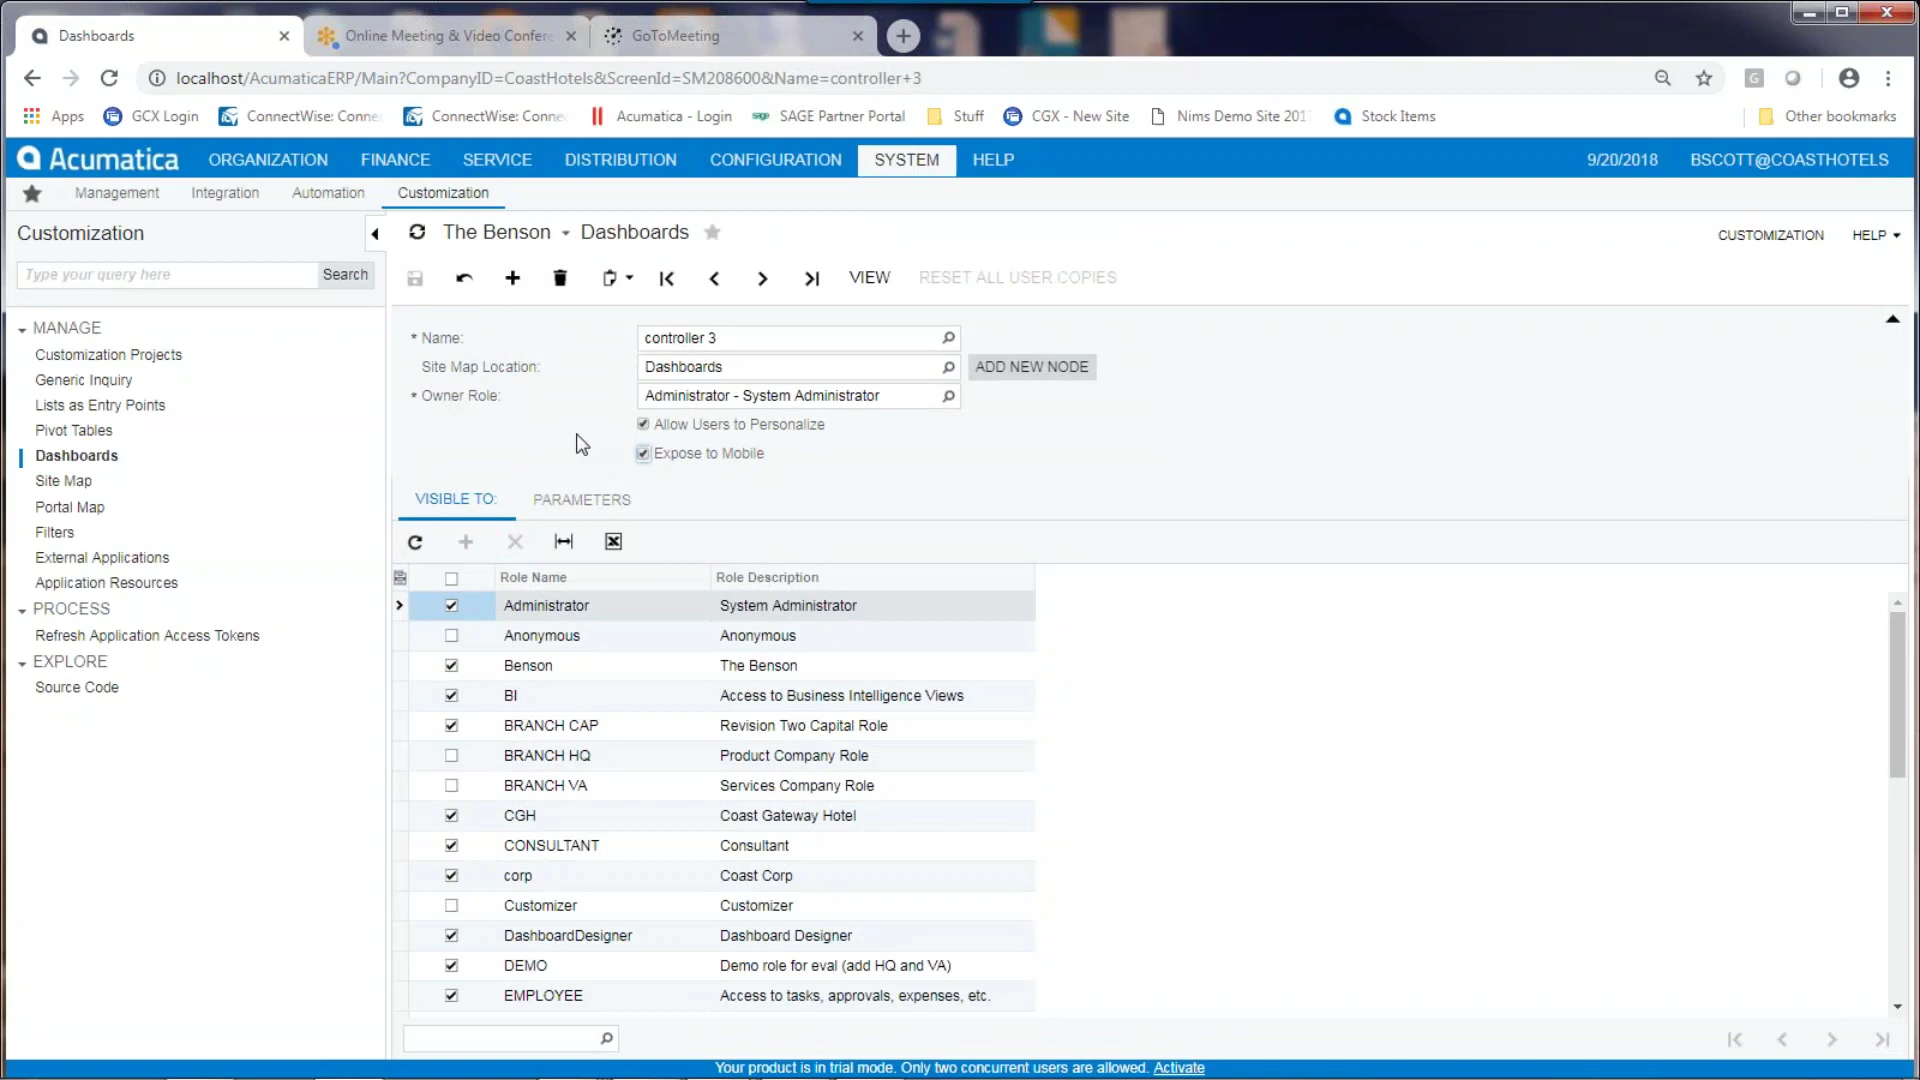 Dashboards
Online Meeting & Video Confere
GoToMeeting
localhost/AcumaticaERP/Main?CompanyID=CoastHotels&ScreenId=SM208600&Name=controller+3
Apps
GCX Login
ConnectWise: Conne
ConnectWise: Conne
Acumatica - Login
SAGE Partner Portal
Stuff
CGX - New Site
Nims Demo Site 201
Stock Items
Other bookmarks
Acumatica
ORGANIZATION
FINANCE
SERVICE
DISTRIBUTION
CONFIGURATION
SYSTEM
HELP
9/20/2018
BSCOTT@COASTHOTELS
Management
Integration
Automation
Customization
Customization
Type your query here
Search
MANAGE
Customization Projects
Generic Inquiry
Lists as Entry Points
Pivot Tables
Dashboards
Site Map
Portal Map
Filters
External Applications
Application Resources
PROCESS
Refresh Application Access Tokens
EXPLORE
Source Code
The Benson
Dashboards
CUSTOMIZATION
HELP
VIEW
RESET ALL USER COPIES
* Name:
controller 3
Site Map Location:
Dashboards
ADD NEW NODE
* Owner Role:
Administrator - System Administrator
Allow Users to Personalize
Expose to Mobile
VISIBLE TO:
PARAMETERS
Role Name Role Description
Administrator System Administrator
Anonymous Anonymous
Benson The Benson
BI Access to Business Intelligence Views
BRANCH CAP Revision Two Capital Role
BRANCH HQ Product Company Role
BRANCH VA Services Company Role
CGH Coast Gateway Hotel
CONSULTANT Consultant
corp Coast Corp
Customizer Customizer
DashboardDesigner Dashboard Designer
DEMO Demo role for eval (add HQ and VA)
EMPLOYEE Access to tasks, approvals, expenses, etc.
Your product is in trial mode. Only two concurrent users are allowed. Activate